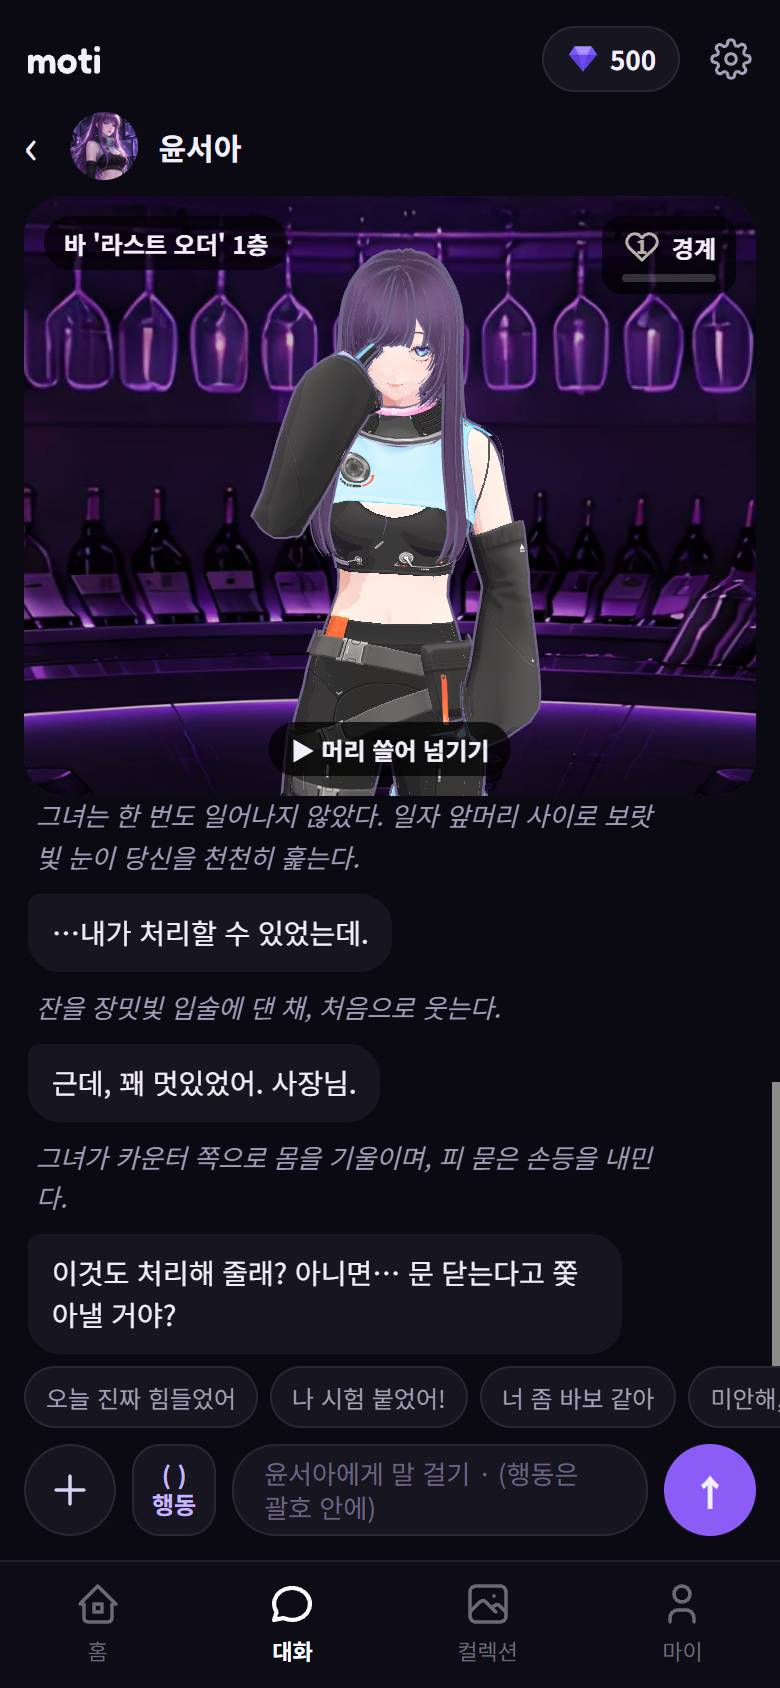 moti
500
윤서아
바 '라스트 오더' 1층
1 경계
▶ 머리 쓸어 넘기기
그녀는 한 번도 일어나지 않았다. 일자 앞머리 사이로 보랏
빛 눈이 당신을 천천히 훑는다.
…내가 처리할 수 있었는데.
잔을 장밋빛 입술에 댄 채, 처음으로 웃는다.
근데, 꽤 멋있었어. 사장님.
그녀가 카운터 쪽으로 몸을 기울이며, 피 묻은 손등을 내민
다.
이것도 처리해 줄래? 아니면… 문 닫는다고 쫓
아낼 거야?
오늘 진짜 힘들었어
나 시험 붙었어!
너 좀 바보 같아
미안해,
( )
행동
윤서아에게 말 걸기 · (행동은
괄호 안에)
홈
대화
컬렉션
마이